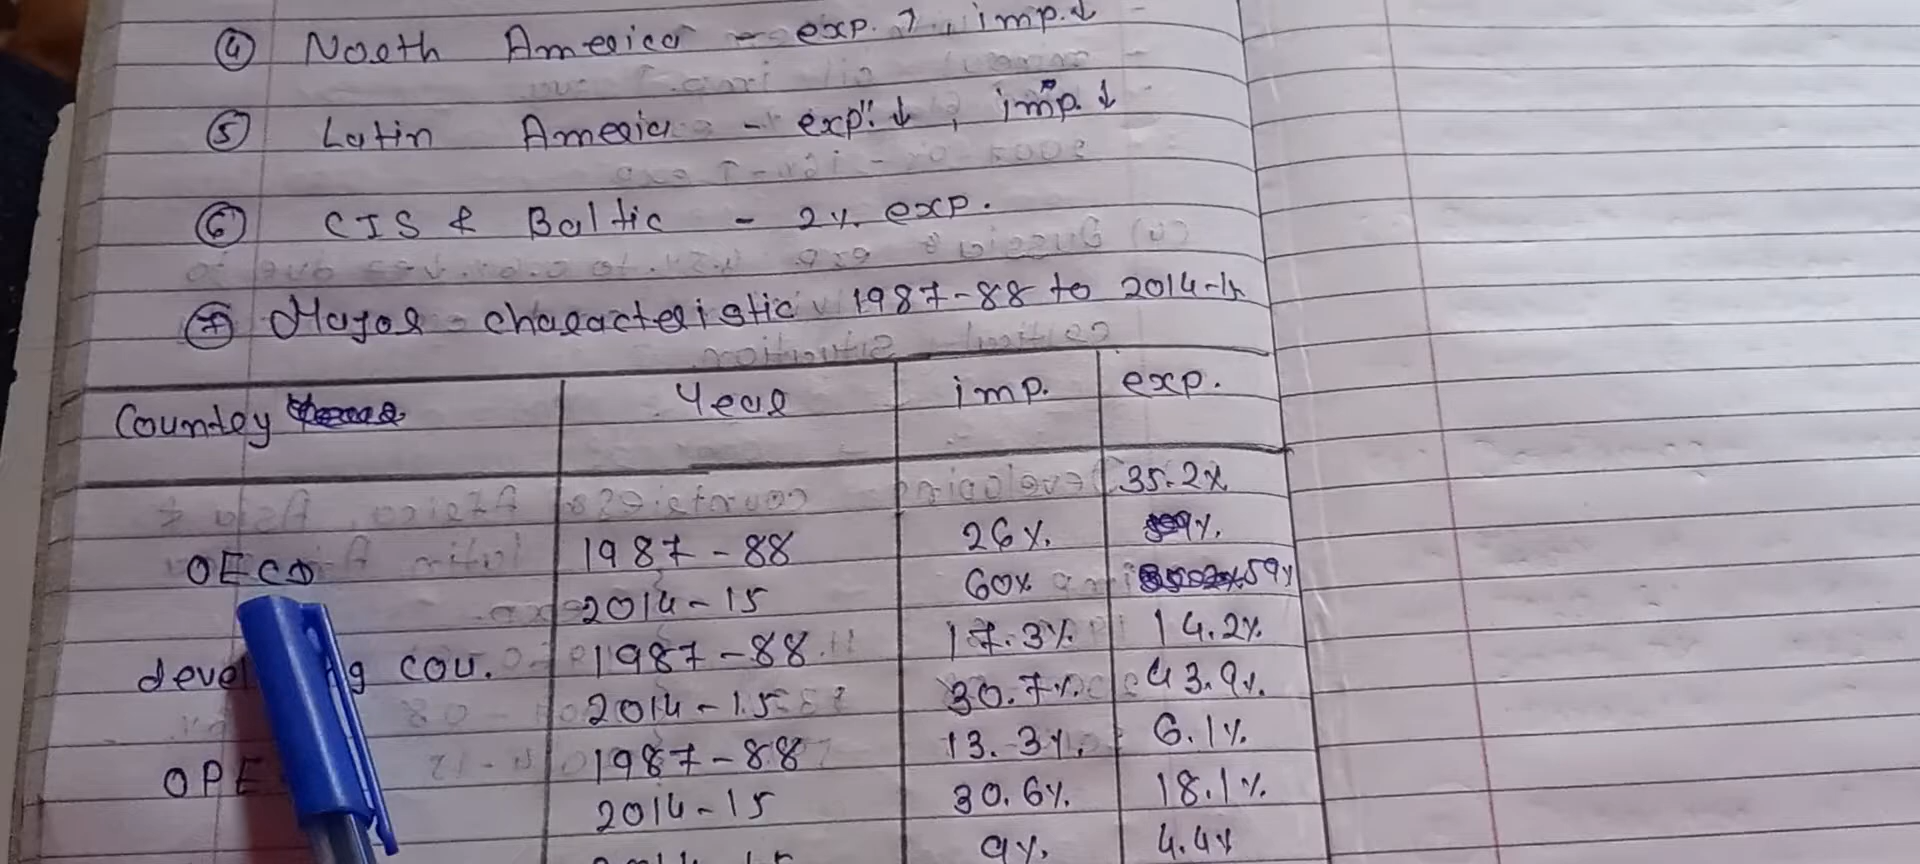 ④ North America - exp. ↑, imp. ↓
⑤ Latin America - exp. ↓, imp. ↓
⑥ CIS & Baltic - 2% exp.
⑦ Major - characteristic 1987-88 to 2014-15
Country Year imp. exp.
35.2%
1987-88 26%
OECD
2014-15 60% 59%
1987-88 17.3% 14.2%
cou.
2014-15 30.7% 43.9%
1987-88 13.3% 6.1%
2014-15 30.6% 18.1%
9% 4.4%